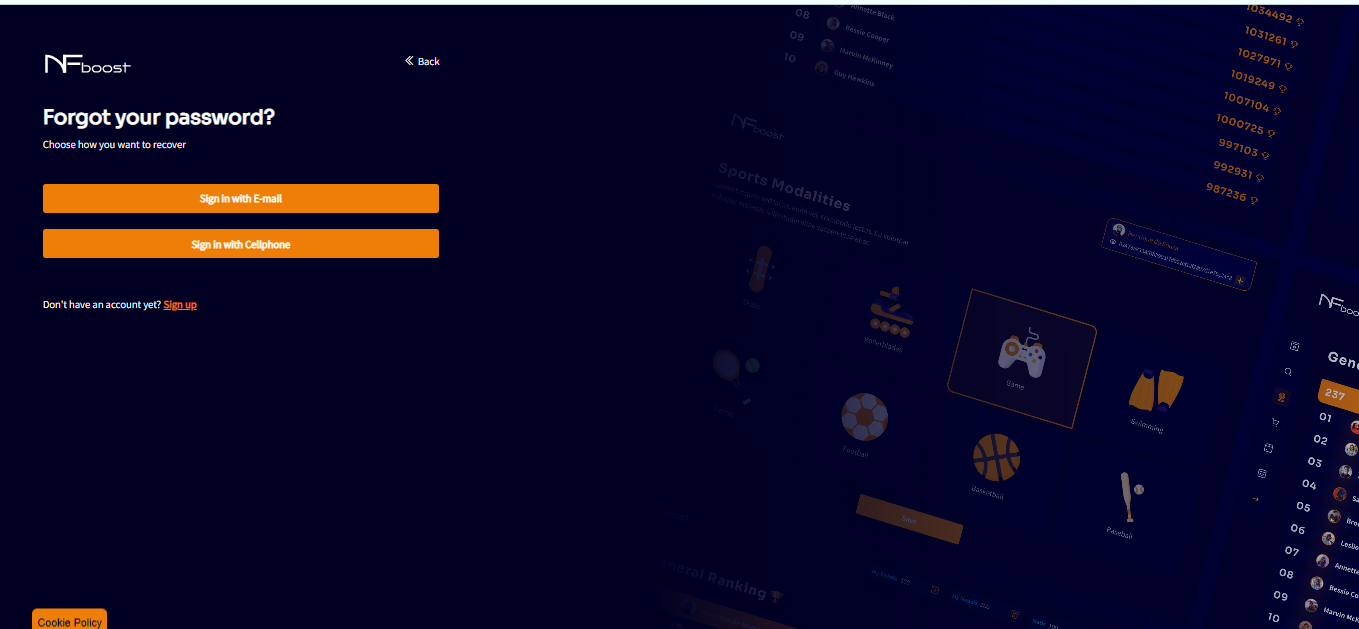 NFboost
Back
Forgot your password?
Choose how you want to recover
Sign in with E-mail
Sign in with Cellphone
Don't have an account yet? Sign up
Cookie Policy
08 Annette Black
09 Bessie Cooper
10 Marvin McKinney
Guy Hawkins
1034492
1031261
1027971
1019249
1007104
1000725
997103
992931
987236
NFboost
Sports Modalities
Rollerblades
Game
Swimming
Football
Basketball
Paseball
Save
General Ranking
NFboo
Gene
237
01
02
03
04
05
06
07
08
09
10
Leslie
Annette
Bessie Co
Marvin McK